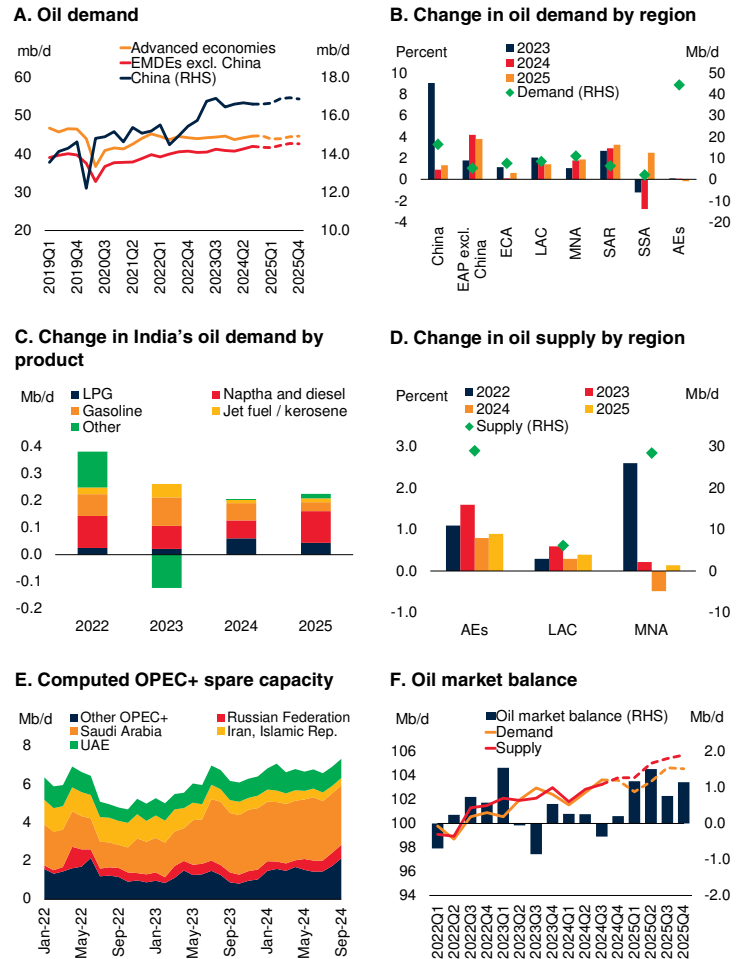 A. Oil demand
mb/d
mb/d
Advanced economies
EMDEs excl. China
China (RHS)
60
50
40
30
20
18.0
16.0
14.0
12.0
10.0
2019Q1
2019Q4
2020Q3
2021Q2
2022Q1
2022Q4
2023Q3
2024Q2
2025Q1
2025Q4
B. Change in oil demand by region
Percent
Mb/d
2023
2024
2025
Demand (RHS)
10
8
6
4
2
0
-2
-4
50
40
30
20
10
0
-10
-20
China
EAP excl.
China
ECA
LAC
MNA
SAR
SSA
AEs
C. Change in India's oil demand by
product
Mb/d
LPG
Naptha and diesel
Gasoline
Jet fuel / kerosene
Other
0.4
0.3
0.2
0.1
0.0
-0.1
-0.2
2022
2023
2024
2025
D. Change in oil supply by region
Percent
Mb/d
2022
2023
2024
2025
Supply (RHS)
3.0
2.0
1.0
0.0
-1.0
30
20
10
0
-10
AEs
LAC
MNA
E. Computed OPEC+ spare capacity
Mb/d
Other OPEC+
Russian Federation
Saudi Arabia
Iran, Islamic Rep.
UAE
8
6
4
2
0
Jan-22
May-22
Sep-22
Jan-23
May-23
Sep-23
Jan-24
May-24
Sep-24
F. Oil market balance
Mb/d
Mb/d
Oil market balance (RHS)
Demand
Supply
106
104
102
100
98
96
94
2.0
1.0
0.0
-1.0
-2.0
2022Q1
2022Q2
2022Q3
2022Q4
2023Q1
2023Q2
2023Q3
2023Q4
2024Q1
2024Q2
2024Q3
2024Q4
2025Q1
2025Q2
2025Q3
2025Q4